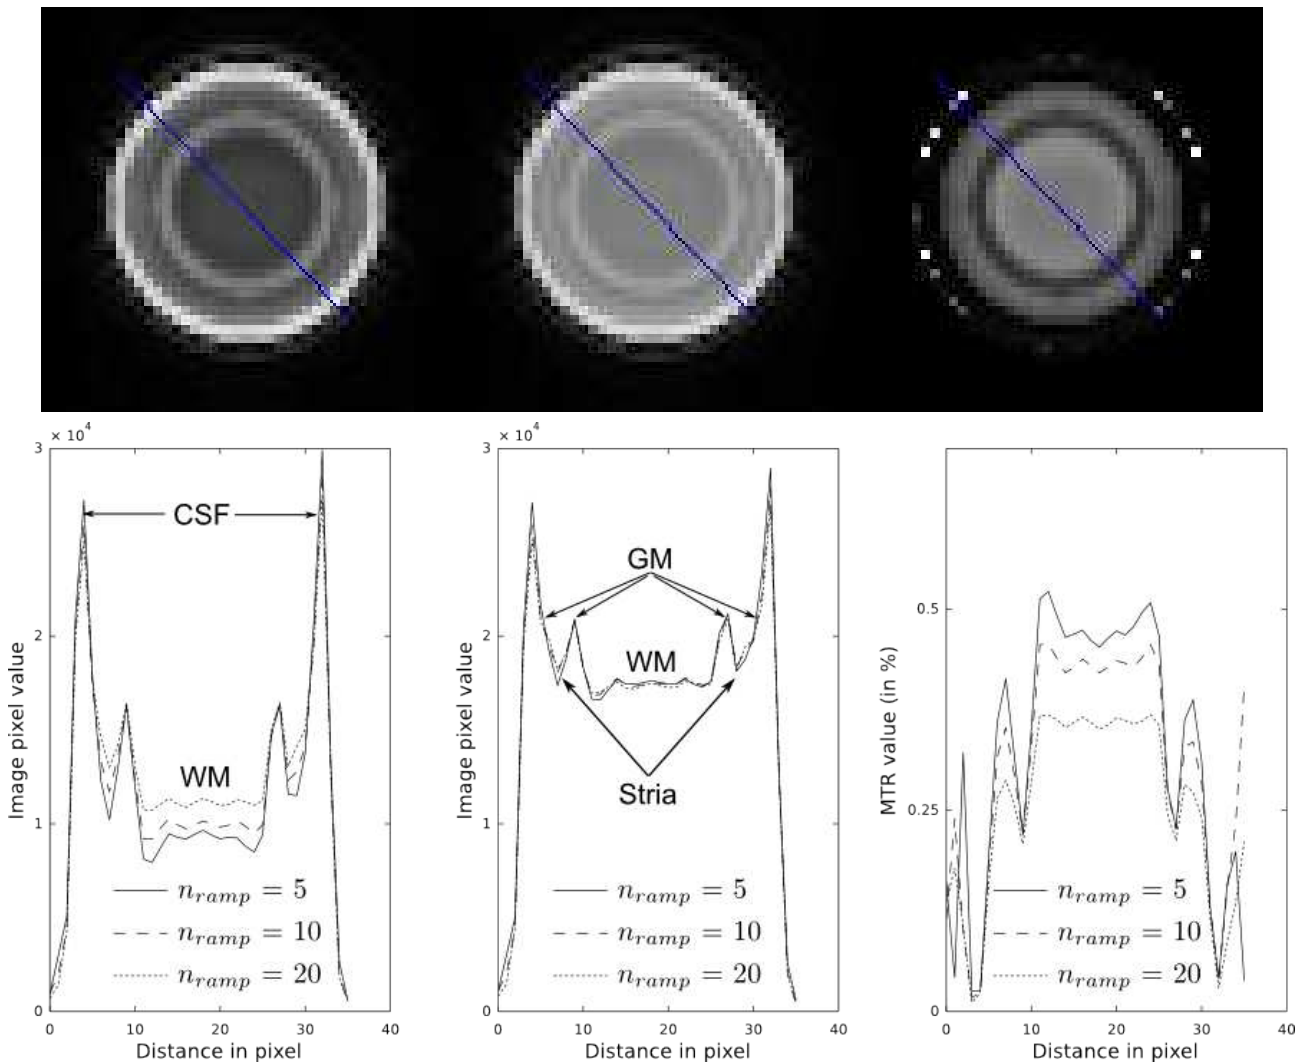 × 10⁴
3
2
1
0
0
10
20
30
40
Image pixel value
Distance in pixel
CSF
WM
n_ramp = 5
n_ramp = 10
n_ramp = 20
× 10⁴
3
2
1
0
0
10
20
30
40
Image pixel value
Distance in pixel
GM
WM
Stria
n_ramp = 5
n_ramp = 10
n_ramp = 20
0.5
0.25
0
0
10
20
30
40
MTR value (in %)
Distance in pixel
n_ramp = 5
n_ramp = 10
n_ramp = 20